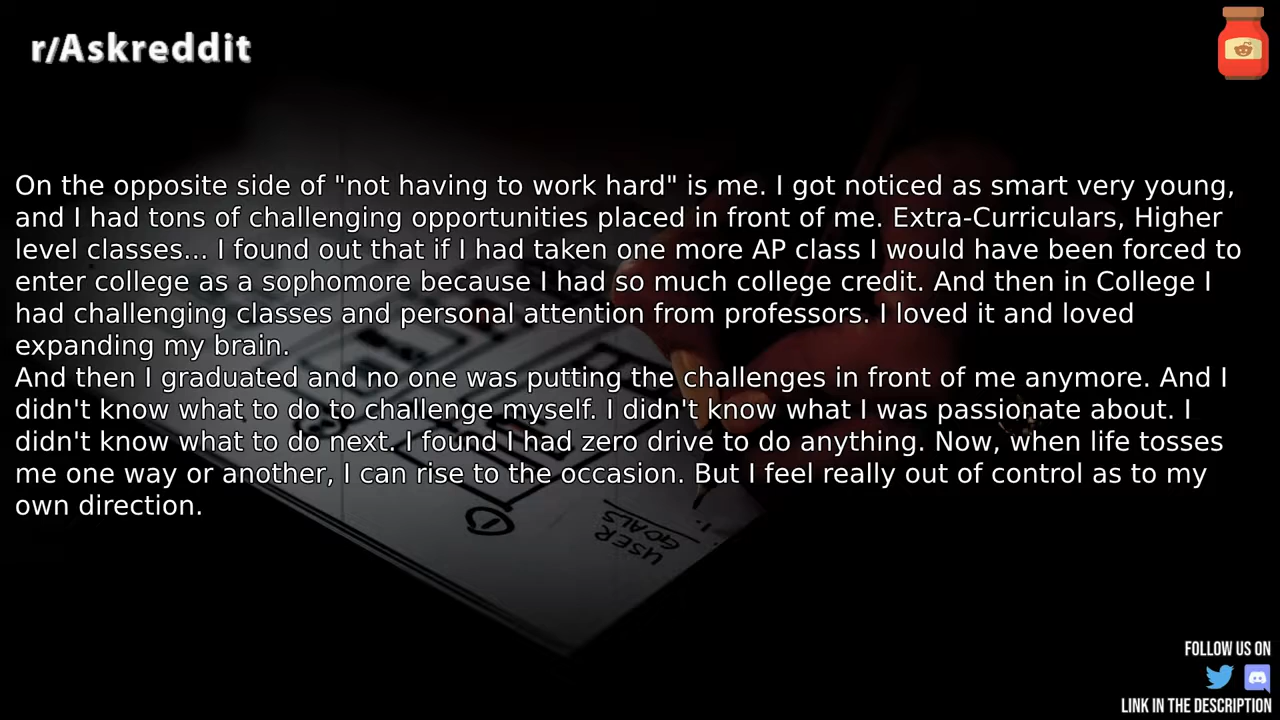 r/Askreddit
On the opposite side of "not having to work hard" is me. I got noticed as smart very young,
and I had tons of challenging opportunities placed in front of me. Extra-Curriculars, Higher
level classes... I found out that if I had taken one more AP class I would have been forced to
enter college as a sophomore because I had so much college credit. And then in College I
had challenging classes and personal attention from professors. I loved it and loved
expanding my brain.
And then I graduated and no one was putting the challenges in front of me anymore. And I
didn't know what to do to challenge myself. I didn't know what I was passionate about. I
didn't know what to do next. I found I had zero drive to do anything. Now, when life tosses
me one way or another, I can rise to the occasion. But I feel really out of control as to my
own direction.
USER
GOALS
1.
FOLLOW US ON
LINK IN THE DESCRIPTION